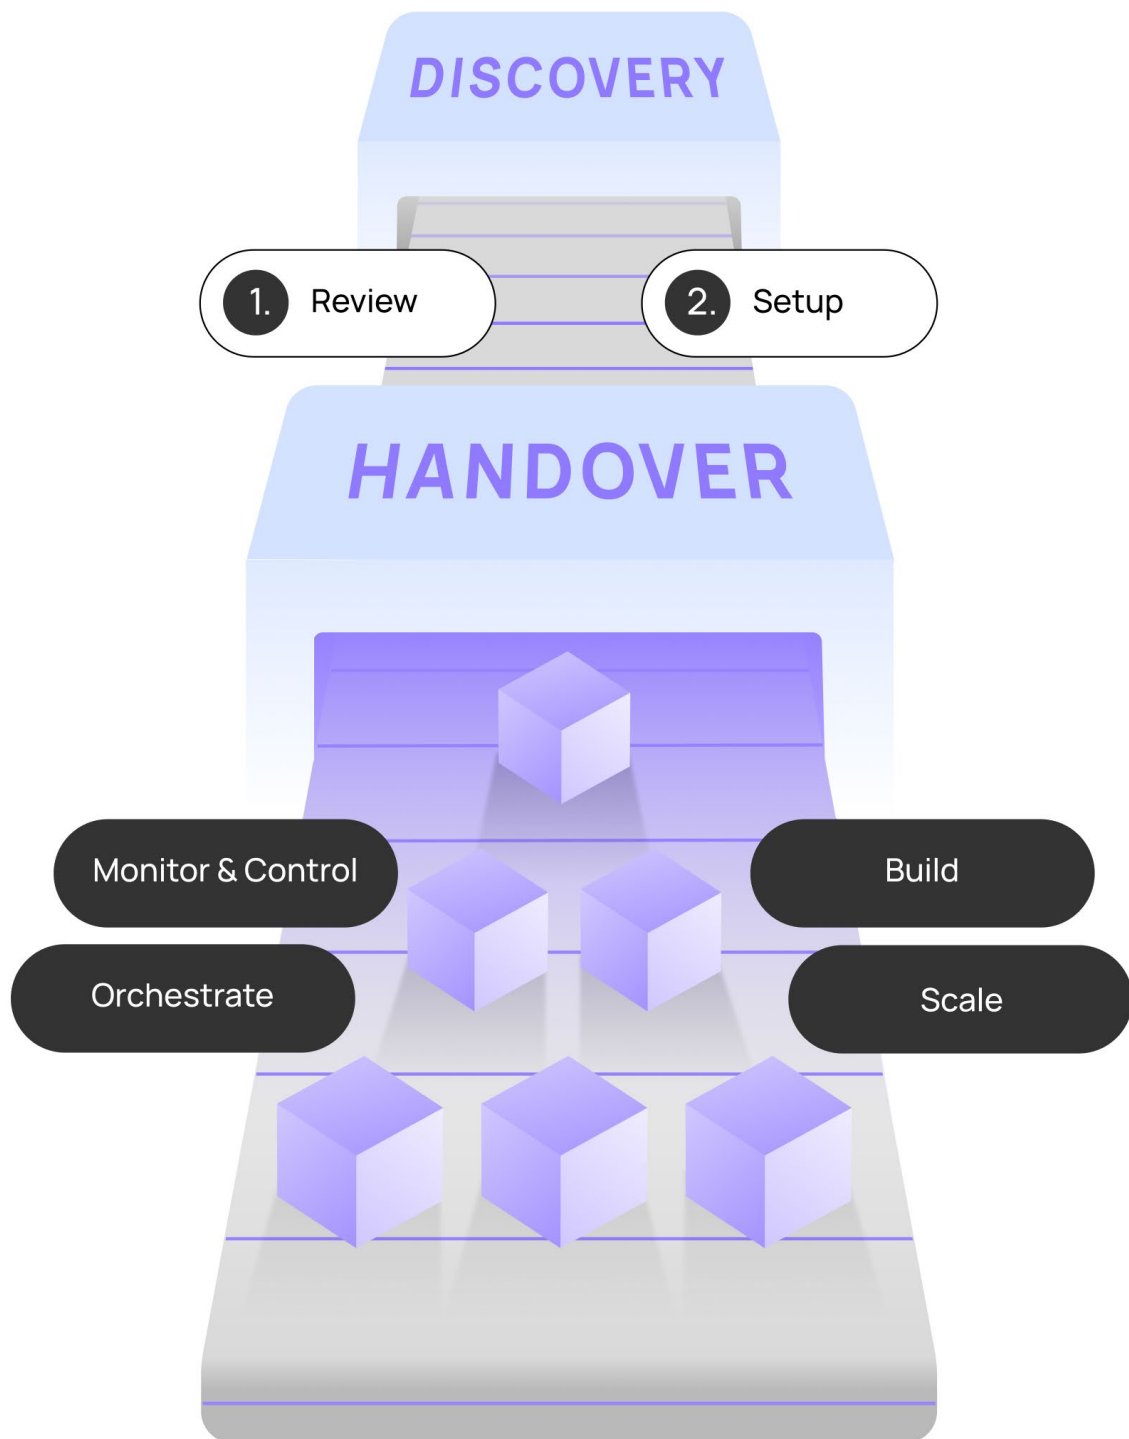 DISCOVERY
1. Review
2. Setup
HANDOVER
Monitor & Control
Build
Orchestrate
Scale